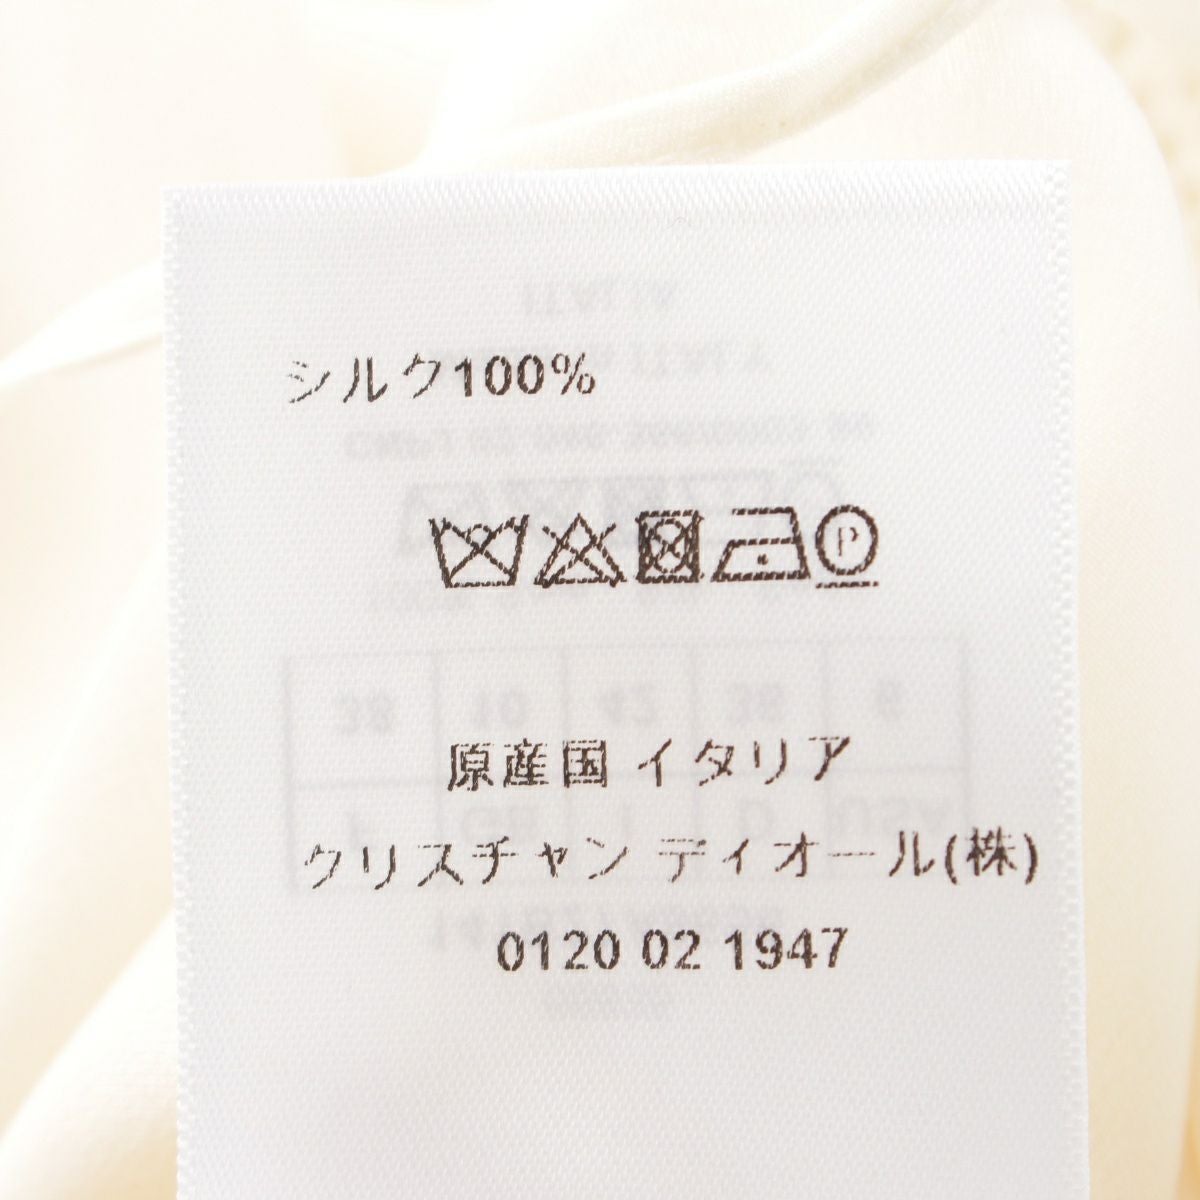 シルク100%
P
原産国 イタリア
クリスチャン ディオール(株)
0120 02 1947